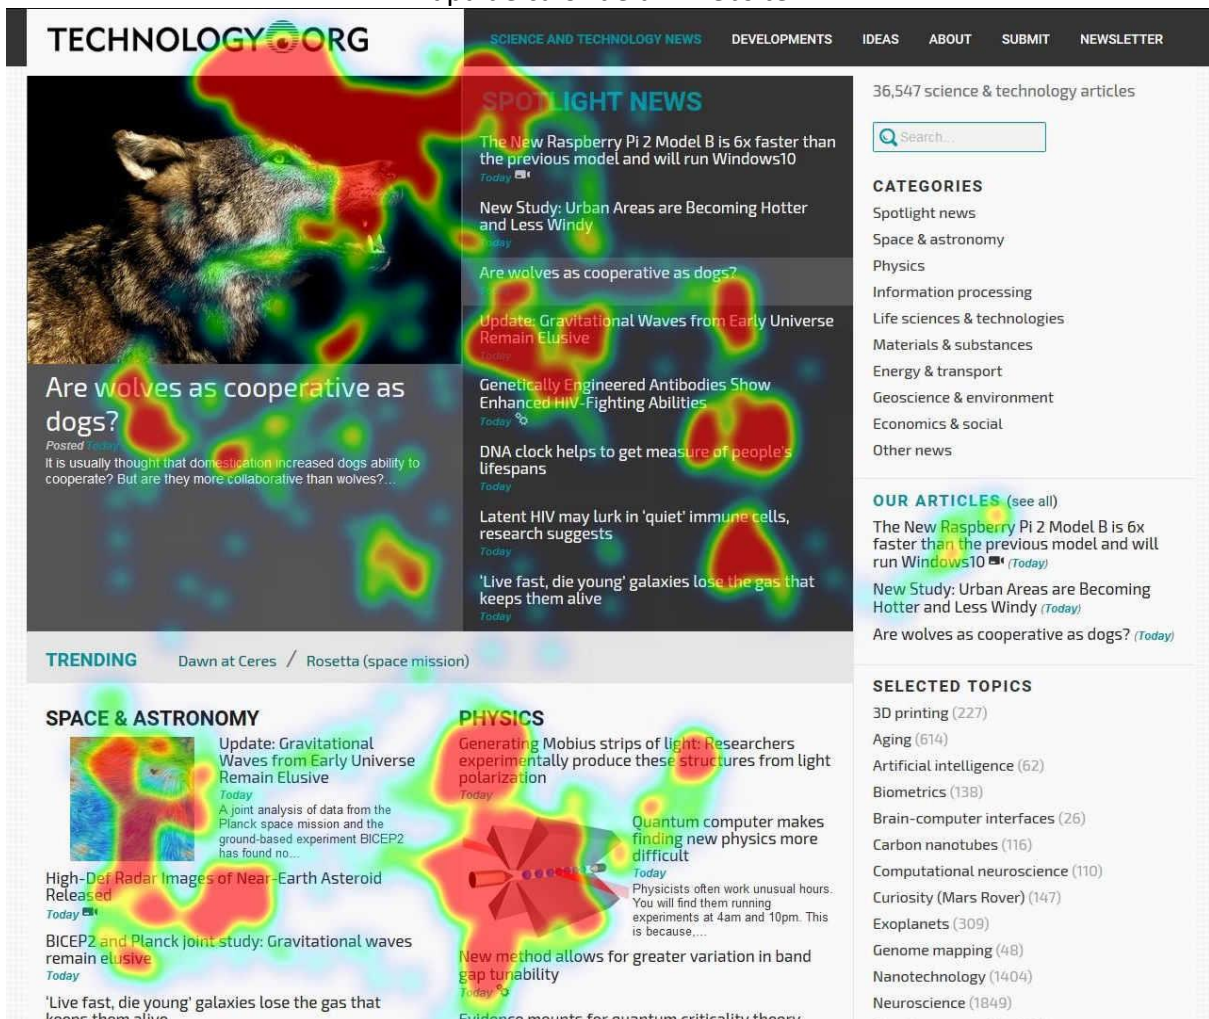 TECHNOLOGY ORG
SCIENCE AND TECHNOLOGY NEWS DEVELOPMENTS IDEAS ABOUT SUBMIT NEWSLETTER
SPOTLIGHT NEWS
The New Raspberry Pi 2 Model B is 6x faster than
the previous model and will run Windows10
Today
New Study: Urban Areas are Becoming Hotter
and Less Windy
Today
Are wolves as cooperative as dogs?
Update: Gravitational Waves from Early Universe
Remain Elusive
Today
Genetically Engineered Antibodies Show
Enhanced HIV-Fighting Abilities
Today
DNA clock helps to get measure of people's
lifespans
Today
Latent HIV may lurk in 'quiet' immune cells,
research suggests
Today
'Live fast, die young' galaxies lose the gas that
keeps them alive
Today
Are wolves as cooperative as
dogs?
Posted Today
It is usually thought that domestication increased dogs ability to
cooperate? But are they more collaborative than wolves?...
TRENDING Dawn at Ceres / Rosetta (space mission)
SPACE & ASTRONOMY
Update: Gravitational
Waves from Early Universe
Remain Elusive
Today
A joint analysis of data from the
Planck space mission and the
ground-based experiment BICEP2
has found no...
High-Def Radar Images of Near-Earth Asteroid
Released
Today
BICEP2 and Planck joint study: Gravitational waves
remain elusive
Today
'Live fast, die young' galaxies lose the gas that
keeps them alive
PHYSICS
Generating Mobius strips of light: Researchers
experimentally produce these structures from light
polarization
Today
Quantum computer makes
finding new physics more
difficult
Today
Physicists often work unusual hours.
You will find them running
experiments at 4am and 10pm. This
is because,...
New method allows for greater variation in band
gap tunability
Today
Evidence mounts for quantum criticality theory
36,547 science & technology articles
Search...
CATEGORIES
Spotlight news
Space & astronomy
Physics
Information processing
Life sciences & technologies
Materials & substances
Energy & transport
Geoscience & environment
Economics & social
Other news
OUR ARTICLES (see all)
The New Raspberry Pi 2 Model B is 6x
faster than the previous model and will
run Windows10 (Today)
New Study: Urban Areas are Becoming
Hotter and Less Windy (Today)
Are wolves as cooperative as dogs? (Today)
SELECTED TOPICS
3D printing (227)
Aging (614)
Artificial intelligence (62)
Biometrics (138)
Brain-computer interfaces (26)
Carbon nanotubes (116)
Computational neuroscience (110)
Curiosity (Mars Rover) (147)
Exoplanets (309)
Genome mapping (48)
Nanotechnology (1404)
Neuroscience (1849)